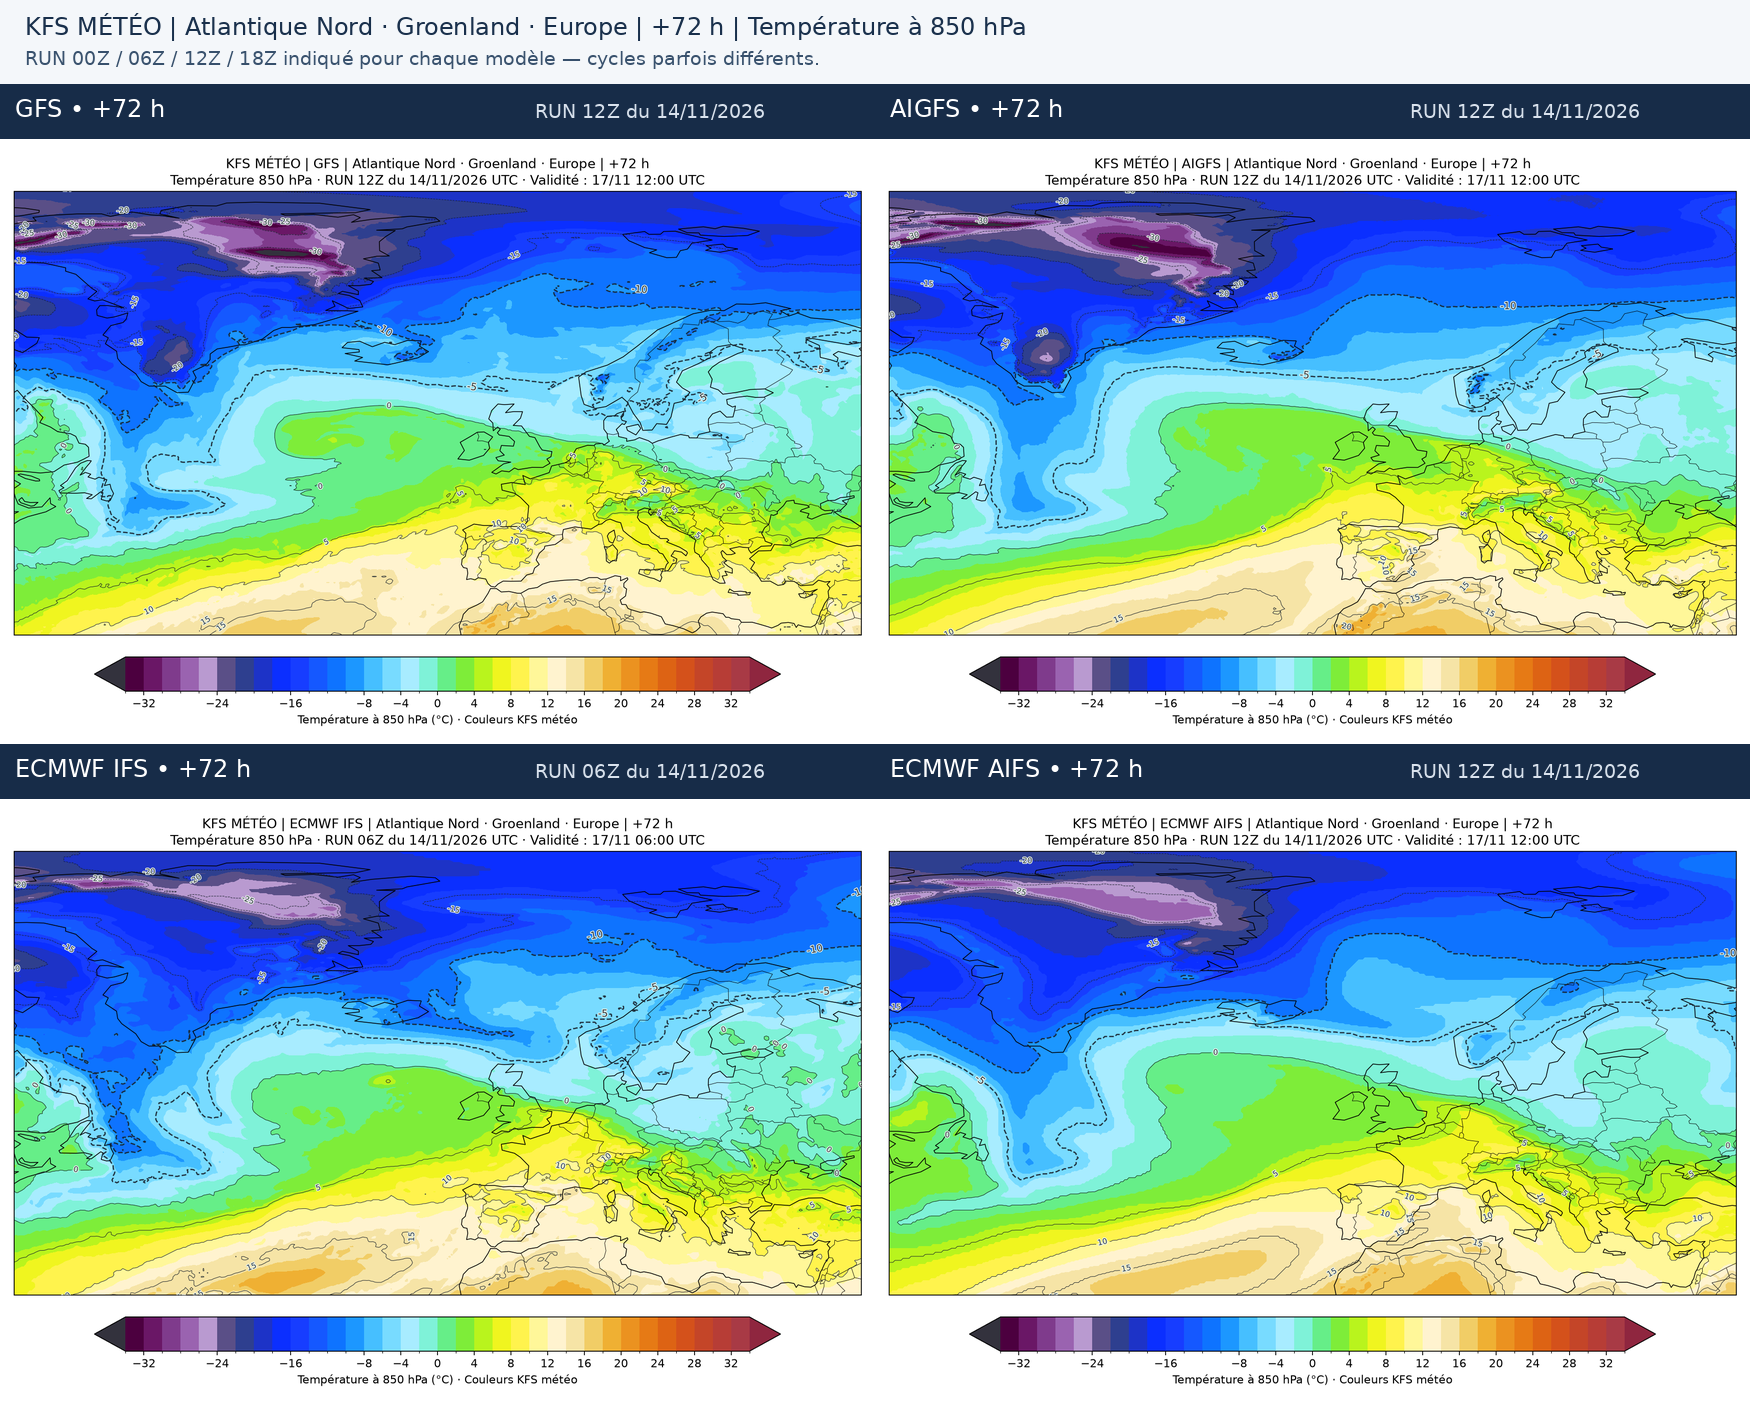 KFS MÉTÉO | Atlantique Nord · Groenland · Europe | +72 h | Température à 850 hPa
RUN 00Z / 06Z / 12Z / 18Z indiqué pour chaque modèle — cycles parfois différents.
GFS • +72 h
RUN 12Z du 14/11/2026
KFS MÉTÉO | GFS | Atlantique Nord · Groenland · Europe | +72 h
Température 850 hPa · RUN 12Z du 14/11/2026 UTC · Validité : 17/11 12:00 UTC
−32 −24 −16 −8 −4 0 4 8 12 16 20 24 28 32
Température à 850 hPa (°C) · Couleurs KFS météo
AIGFS • +72 h
RUN 12Z du 14/11/2026
KFS MÉTÉO | AIGFS | Atlantique Nord · Groenland · Europe | +72 h
Température 850 hPa · RUN 12Z du 14/11/2026 UTC · Validité : 17/11 12:00 UTC
−32 −24 −16 −8 −4 0 4 8 12 16 20 24 28 32
Température à 850 hPa (°C) · Couleurs KFS météo
ECMWF IFS • +72 h
RUN 06Z du 14/11/2026
KFS MÉTÉO | ECMWF IFS | Atlantique Nord · Groenland · Europe | +72 h
Température 850 hPa · RUN 06Z du 14/11/2026 UTC · Validité : 17/11 06:00 UTC
−32 −24 −16 −8 −4 0 4 8 12 16 20 24 28 32
Température à 850 hPa (°C) · Couleurs KFS météo
ECMWF AIFS • +72 h
RUN 12Z du 14/11/2026
KFS MÉTÉO | ECMWF AIFS | Atlantique Nord · Groenland · Europe | +72 h
Température 850 hPa · RUN 12Z du 14/11/2026 UTC · Validité : 17/11 12:00 UTC
−32 −24 −16 −8 −4 0 4 8 12 16 20 24 28 32
Température à 850 hPa (°C) · Couleurs KFS météo